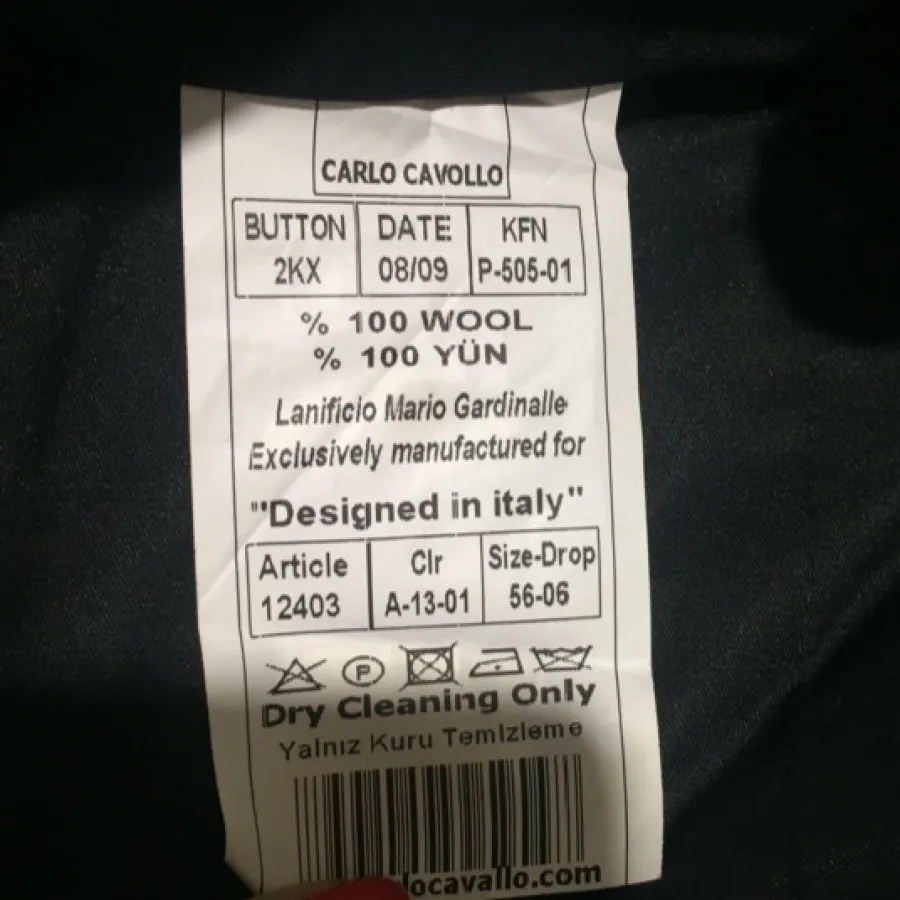 CARLO CAVOLLO
BUTTON DATE: KFN
2KX 08/09 P-505-01
% 100 WOOL
% 100 YÜN
Lanificio Mario Gardinalle
Exclusively manufactured for
"'Designed in italy"
Article Clr Size-Drop
12403 A-13-01 56-06
P
Dry Cleaning Only
Yalnız Kuru Temizleme
locavallo.com